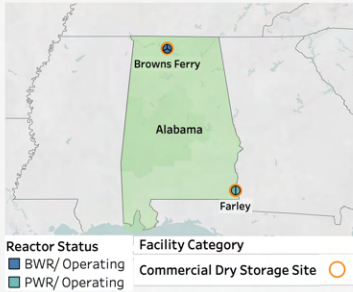 Browns Ferry
Alabama
Farley
Reactor Status
BWR/ Operating
PWR/ Operating
Facility Category
Commercial Dry Storage Site